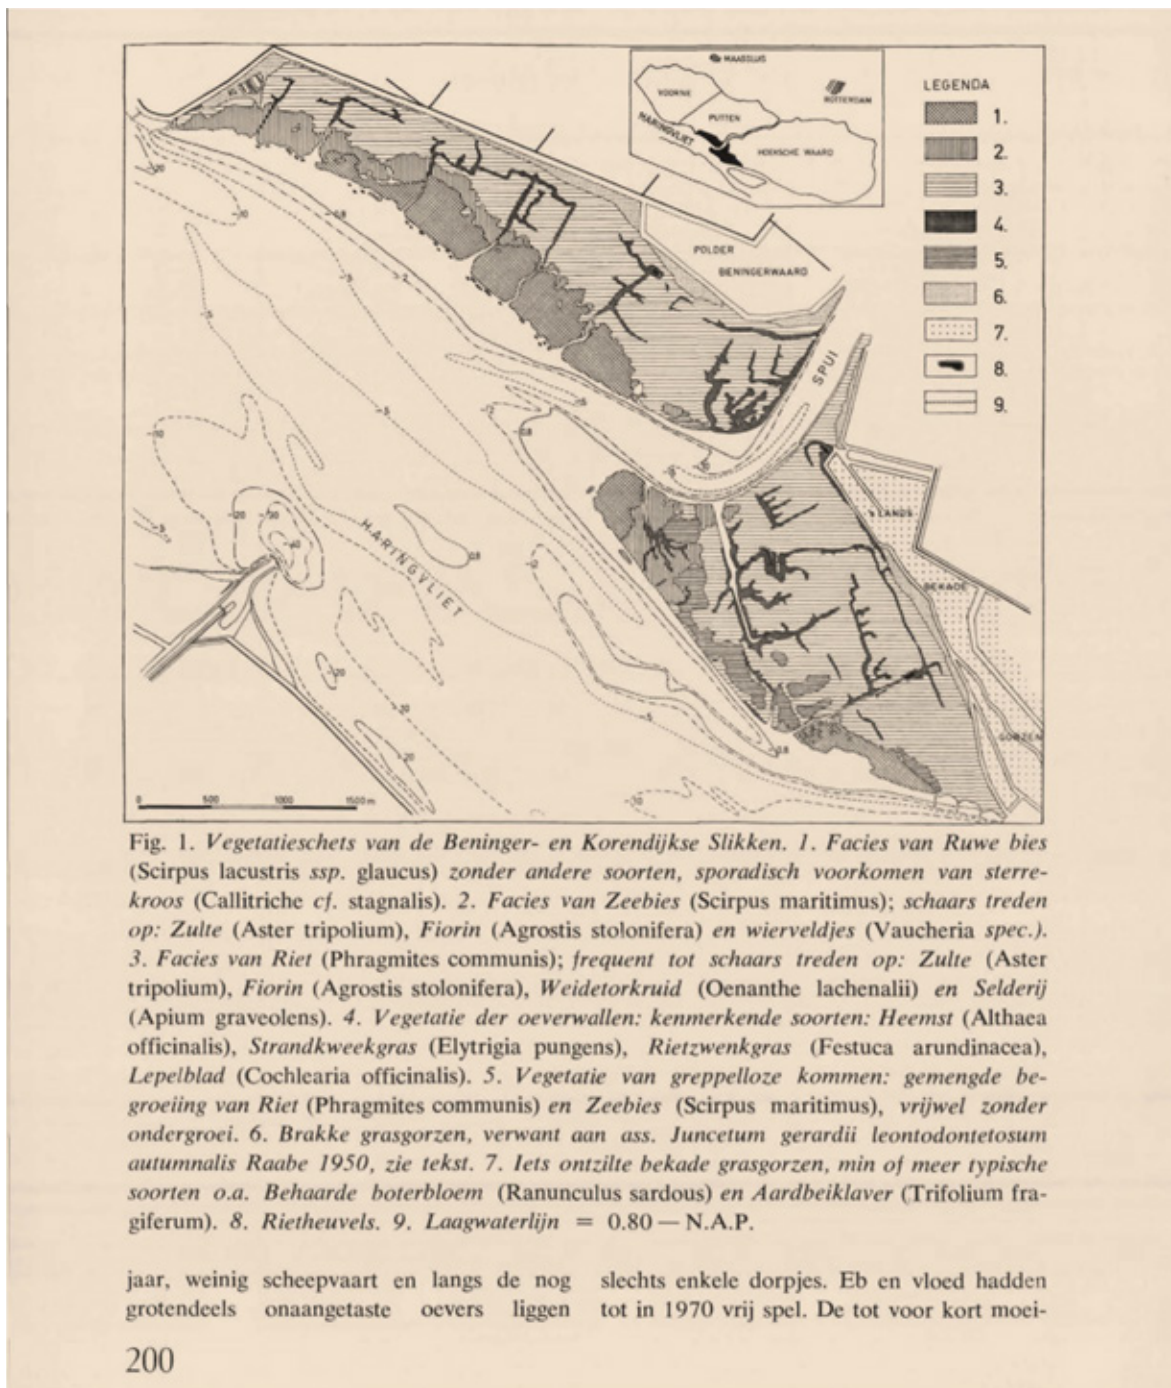 MAASSLUIS
VOORNE
ROTTERDAM
PUTTEN
HARINGVLIET
HOEKSCHE WAARD
LEGENDA
1.
2.
3.
4.
5.
6.
7.
8.
9.
POLDER
BENINGERWAARD
SPUI
'S LANDS
BEKADE
GORZEN
HARINGVLIET
0 500 1000 1500 m
Fig. 1. Vegetatieschets van de Beninger- en Korendijkse Slikken. 1. Facies van Ruwe bies
(Scirpus lacustris ssp. glaucus) zonder andere soorten, sporadisch voorkomen van sterre-
kroos (Callitriche cf. stagnalis). 2. Facies van Zeebies (Scirpus maritimus); schaars treden
op: Zulte (Aster tripolium), Fiorin (Agrostis stolonifera) en wierveldjes (Vaucheria spec.).
3. Facies van Riet (Phragmites communis); frequent tot schaars treden op: Zulte (Aster
tripolium), Fiorin (Agrostis stolonifera), Weidetorkruid (Oenanthe lachenalii) en Selderij
(Apium graveolens). 4. Vegetatie der oeverwallen: kenmerkende soorten: Heemst (Althaea
officinalis), Strandkweekgras (Elytrigia pungens), Rietzwenkgras (Festuca arundinacea),
Lepelblad (Cochlearia officinalis). 5. Vegetatie van greppelloze kommen: gemengde be-
groeiing van Riet (Phragmites communis) en Zeebies (Scirpus maritimus), vrijwel zonder
ondergroei. 6. Brakke grasgorzen, verwant aan ass. Juncetum gerardii leontodontetosum
autumnalis Raabe 1950, zie tekst. 7. Iets ontzilte bekade grasgorzen, min of meer typische
soorten o.a. Behaarde boterbloem (Ranunculus sardous) en Aardbeiklaver (Trifolium fra-
giferum). 8. Rietheuvels. 9. Laagwaterlijn = 0.80 — N.A.P.
jaar, weinig scheepvaart en langs de nog
grotendeels onaangetaste oevers liggen
slechts enkele dorpjes. Eb en vloed hadden
tot in 1970 vrij spel. De tot voor kort moei-
200